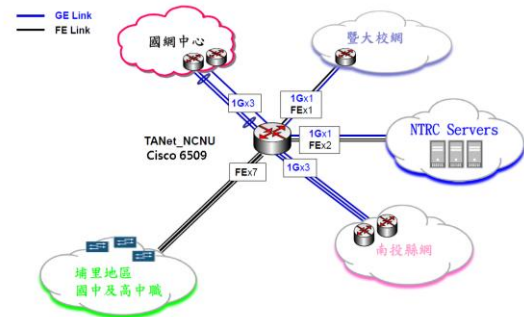 GE Link
FE Link
國網中心
暨大校網
1Gx3
1Gx1
FEx1
TANet_NCNU
Cisco 6509
1Gx1
FEx2
NTRC Servers
FEx7
1Gx3
埔里地區
國中及高中職
南投縣網